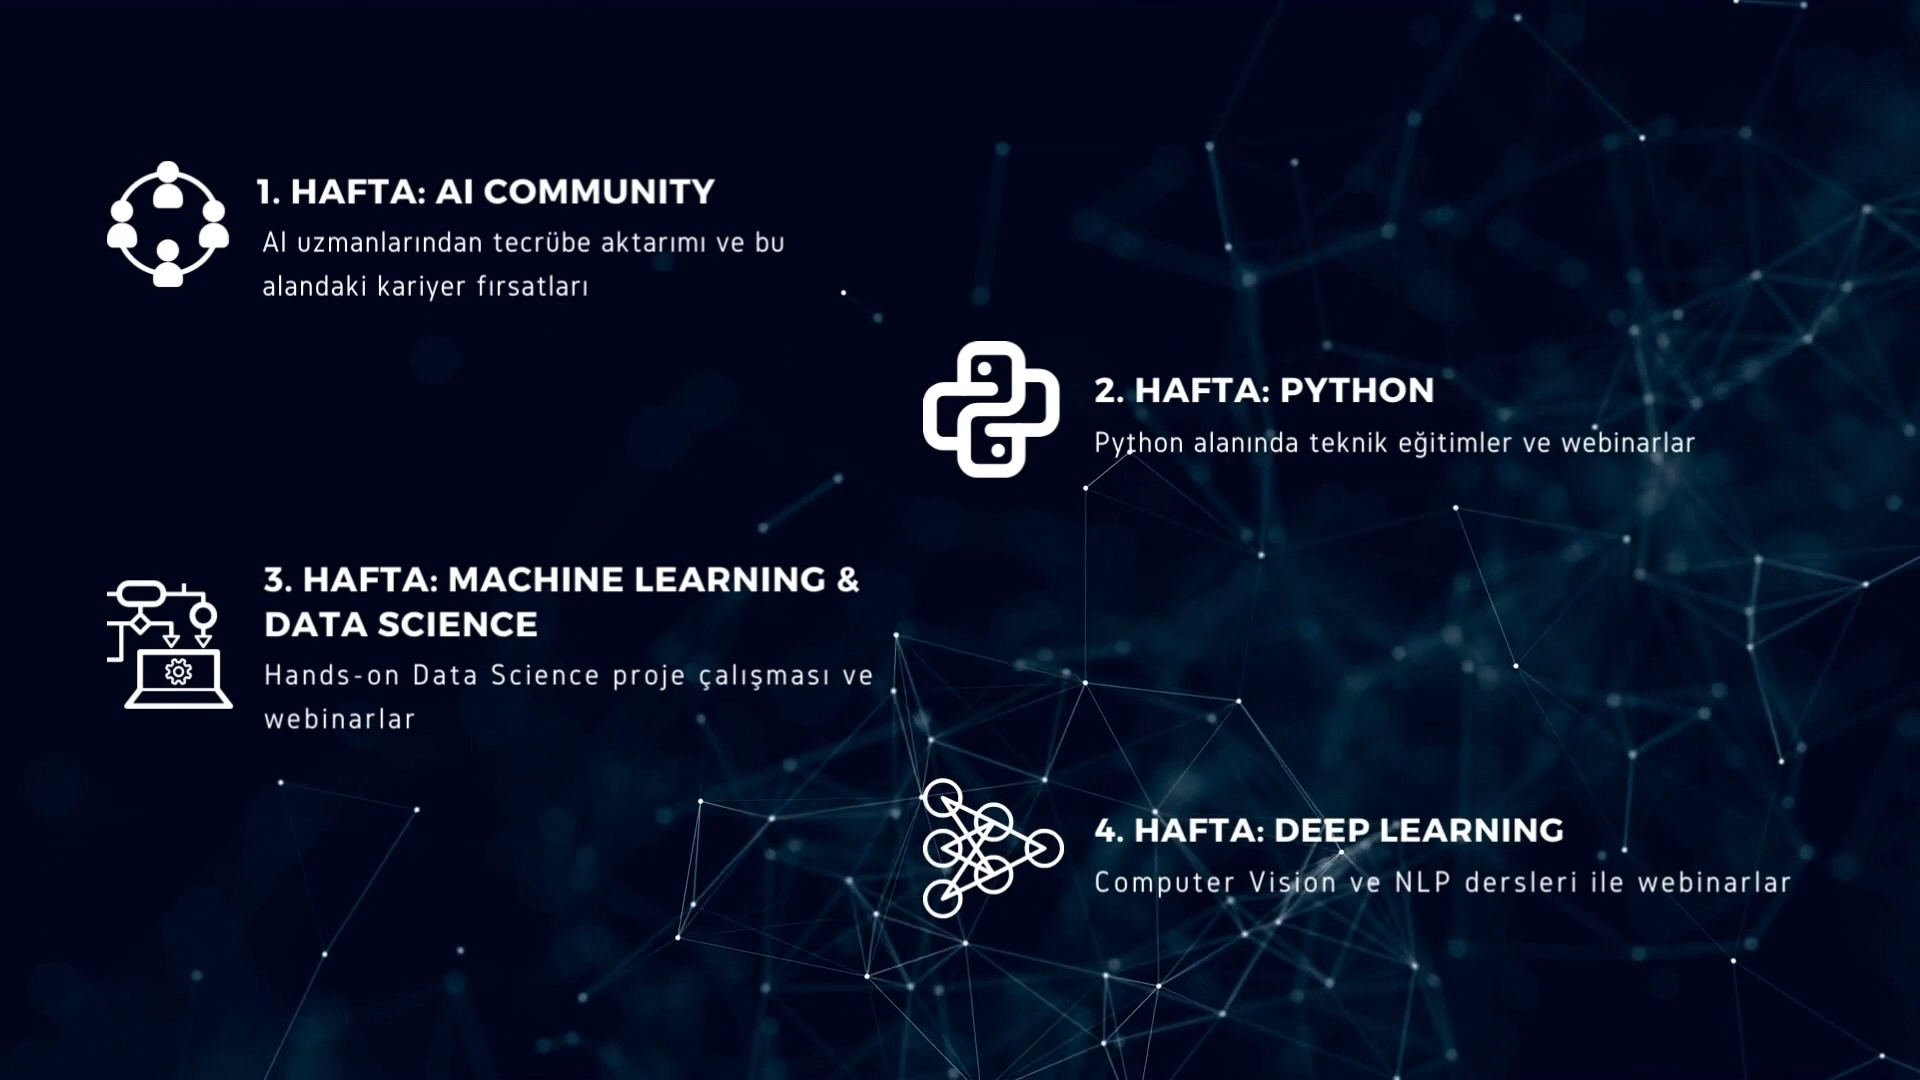 1. HAFTA: AI COMMUNITY
AI uzmanlarından tecrübe aktarımı ve bu
alandaki kariyer fırsatları
2. HAFTA: PYTHON
Python alanında teknik eğitimler ve webinarlar
3. HAFTA: MACHINE LEARNING &
DATA SCIENCE
Hands-on Data Science proje çalışması ve
webinarlar
4. HAFTA: DEEP LEARNING
Computer Vision ve NLP dersleri ile webinarlar